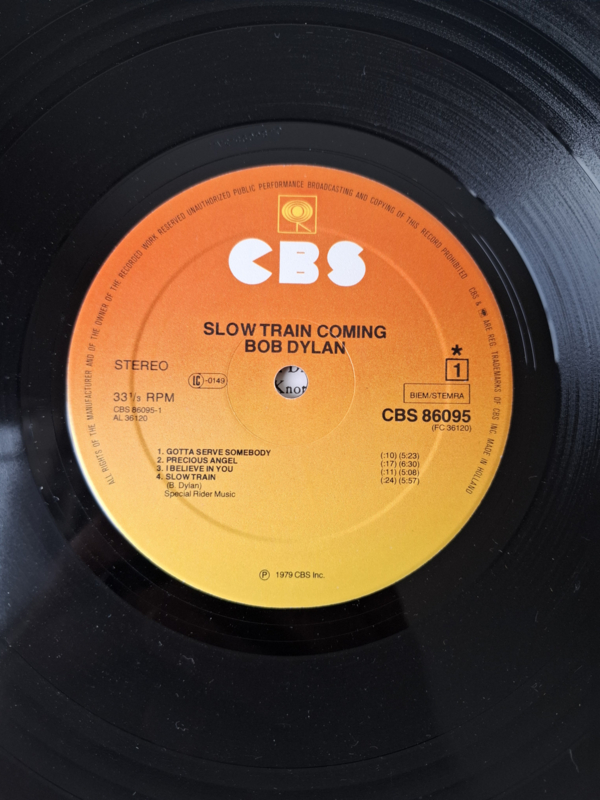 ALL RIGHTS OF THE MANUFACTURER AND OF THE OWNER OF THE RECORDED WORK RESERVED UNAUTHORIZED PUBLIC PERFORMANCE BROADCASTING AND COPYING OF THIS RECORD PROHIBITED
CBS & ARE REG. TRADEMARKS OF CBS INC. MADE IN HOLLAND
CBS
SLOW TRAIN COMING
BOB DYLAN
STEREO
LC -0149
* 1
33 1/3 RPM
BIEM/STEMRA
CBS 86095-1
AL 36120
CBS 86095
(FC 36120)
1. GOTTA SERVE SOMEBODY (:10) (5:23)
2. PRECIOUS ANGEL (:17) (6:30)
3. I BELIEVE IN YOU (:11) (5:08)
4. SLOW TRAIN (:24) (5:57)
(B. Dylan)
Special Rider Music
℗ 1979 CBS Inc.